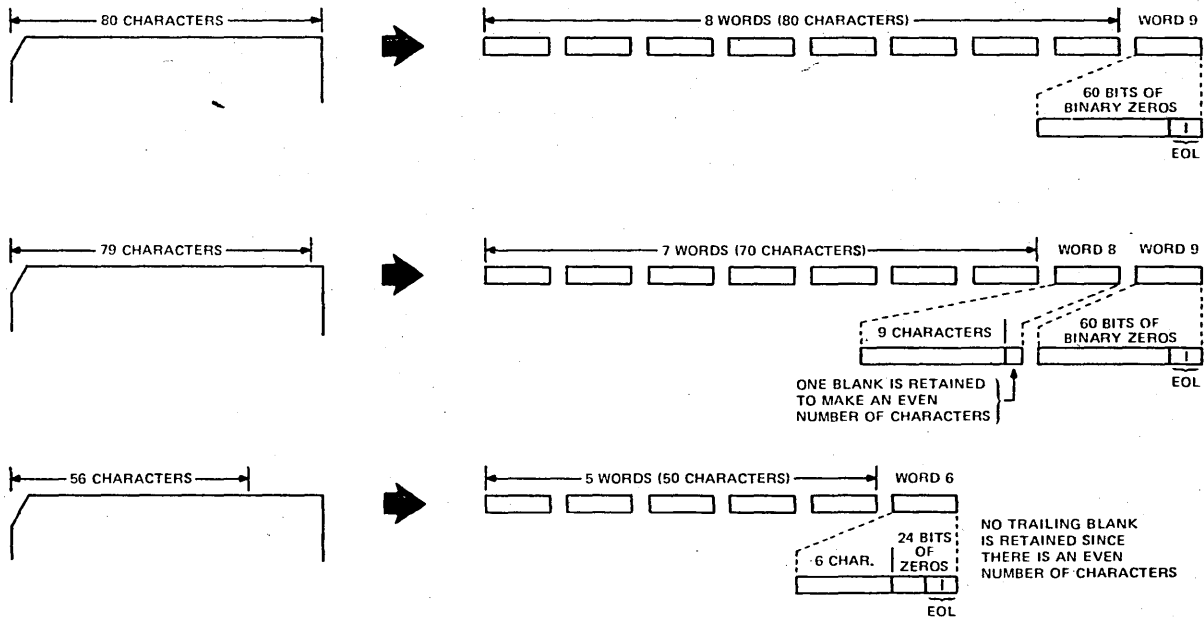 80 CHARACTERS
8 WORDS (80 CHARACTERS)
WORD 9
60 BITS OF
BINARY ZEROS
EOL
79 CHARACTERS
7 WORDS (70 CHARACTERS)
WORD 8
WORD 9
9 CHARACTERS
60 BITS OF
BINARY ZEROS
EOL
ONE BLANK IS RETAINED
TO MAKE AN EVEN
NUMBER OF CHARACTERS
56 CHARACTERS
5 WORDS (50 CHARACTERS)
WORD 6
6 CHAR.
24 BITS
OF
ZEROS
EOL
NO TRAILING BLANK
IS RETAINED SINCE
THERE IS AN EVEN
NUMBER OF CHARACTERS